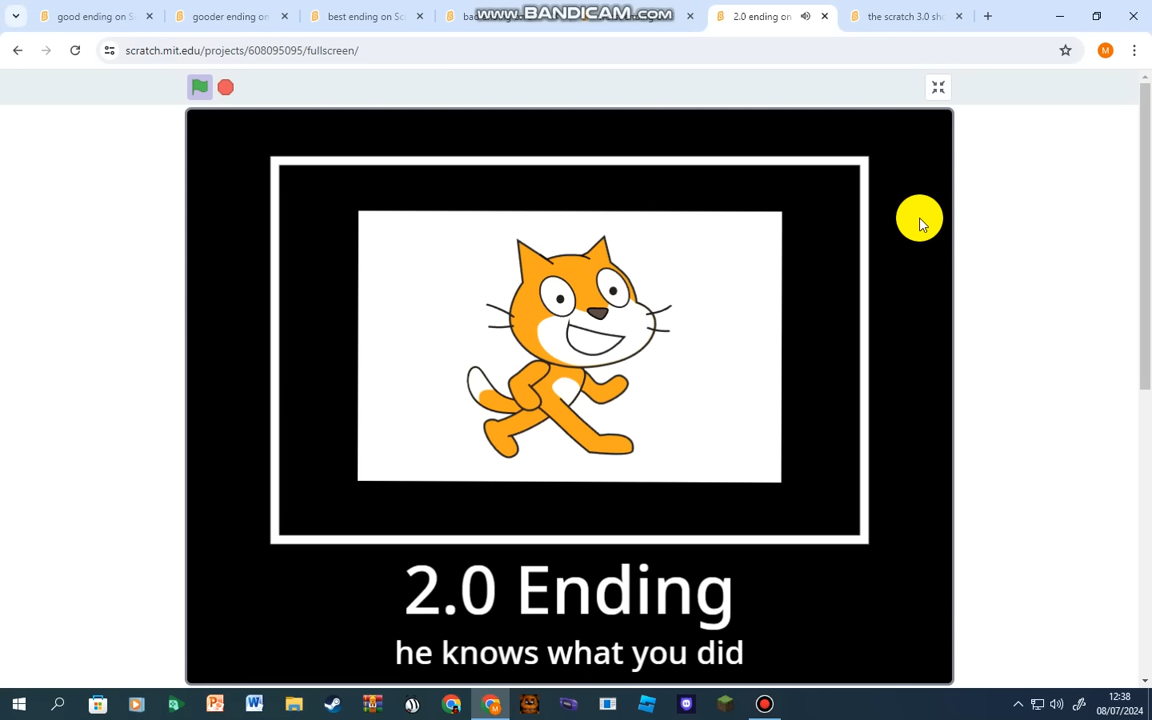 good ending on S
gooder ending on
best ending on Sc
ba
www.BANDICAM.com
2.0 ending on
the scratch 3.0 sh
scratch.mit.edu/projects/608095095/fullscreen/
M
2.0 Ending
he knows what you did
12:38
08/07/2024